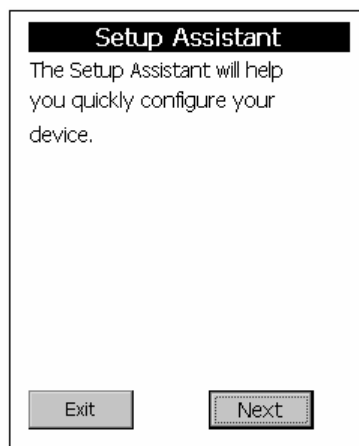 Setup Assistant
The Setup Assistant will help
you quickly configure your
device.
Exit Next